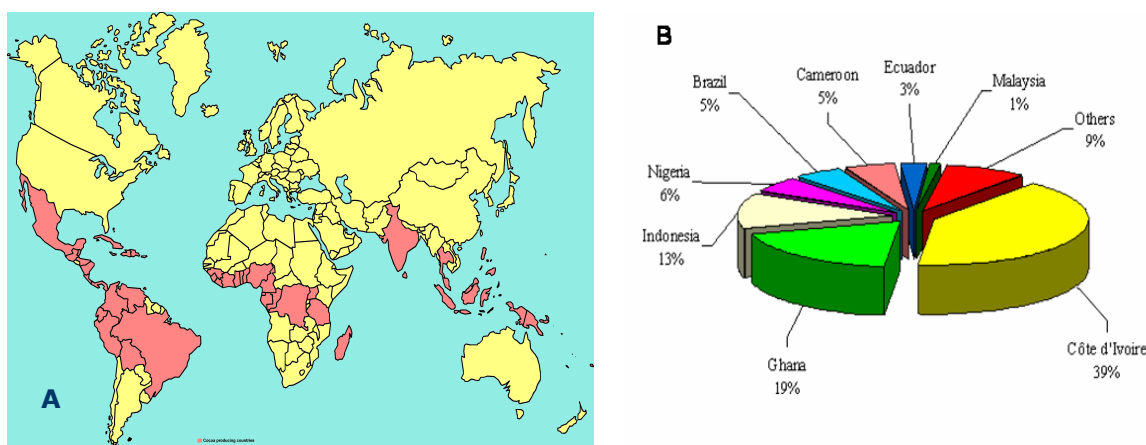 A
Cocoa producing countries
B
Ecuador
3%
Cameroon
5%
Malaysia
1%
Brazil
5%
Others
9%
Nigeria
6%
Indonesia
13%
Côte d'Ivoire
39%
Ghana
19%